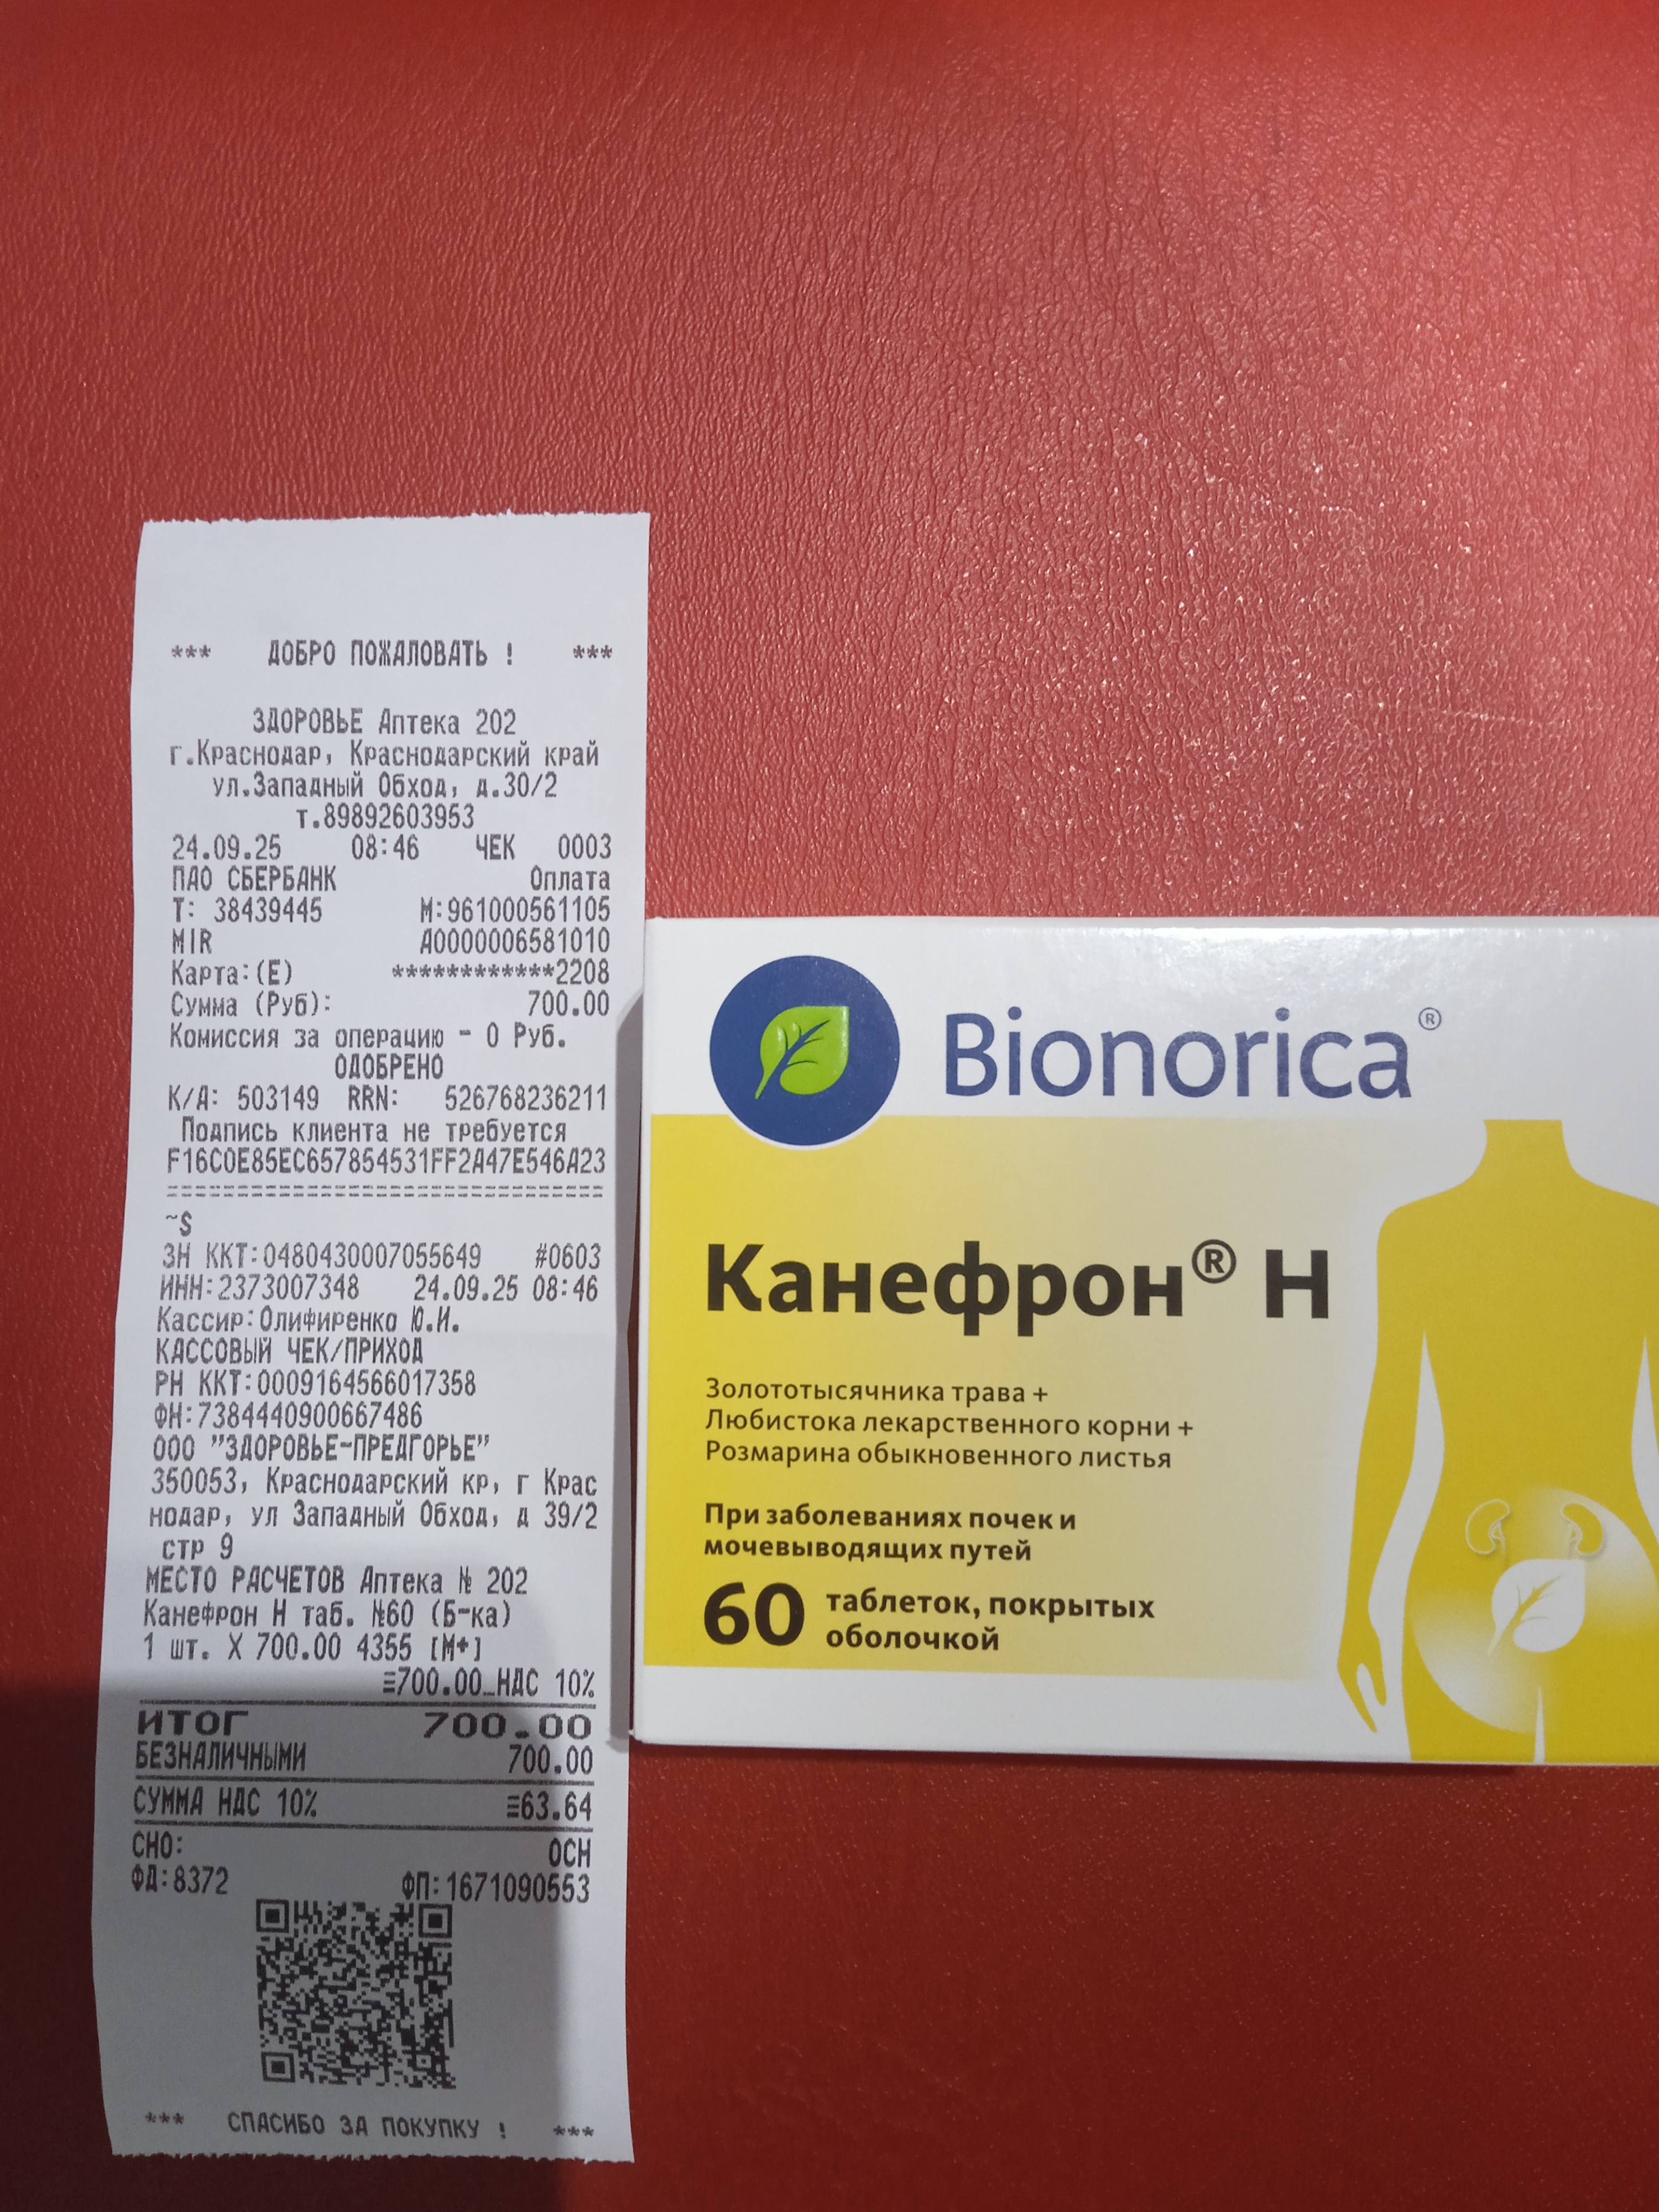 *** ДОБРО ПОЖАЛОВАТЬ ! ***
ЗДОРОВЬЕ Аптека 202
г.Краснодар, Краснодарский край
ул.Западный Обход, д.30/2
т.89892603953
24.09.25 08:46 ЧЕК 0003
ПАО СБЕРБАНК Оплата
Т: 38439445 М:961000561105
MIR A0000006581010
Карта:(E) ************2208
Сумма (Руб): 700.00
Комиссия за операцию - 0 Руб.
ОДОБРЕНО
К/А: 503149 RRN: 526768236211
Подпись клиента не требуется
F16C0E85EC657854531FF2A47E546A23
================================
~S
ЗН ККТ:0480430007055649 #0603
ИНН:2373007348 24.09.25 08:46
Кассир:Олифиренко Ю.И.
КАССОВЫЙ ЧЕК/ПРИХОД
РН ККТ:0009164566017358
ФН:7384440900667486
ООО "ЗДОРОВЬЕ-ПРЕДГОРЬЕ"
350053, Краснодарский кр, г Крас
нодар, ул Западный Обход, д 39/2
стр 9
МЕСТО РАСЧЕТОВ Аптека № 202
Канефрон Н таб. №60 (Б-ка)
1 шт. X 700.00 4355 [M+]
≡700.00_НДС 10%
ИТОГ 700.00
БЕЗНАЛИЧНЫМИ 700.00
СУММА НДС 10% ≡63.64
СНО: ОСН
ФД:8372 ФП:1671090553
*** СПАСИБО ЗА ПОКУПКУ ! ***
Bionorica®
Канефрон® Н
Золототысячника трава +
Любистока лекарственного корни +
Розмарина обыкновенного листья
При заболеваниях почек и
мочевыводящих путей
60 таблеток, покрытых
оболочкой